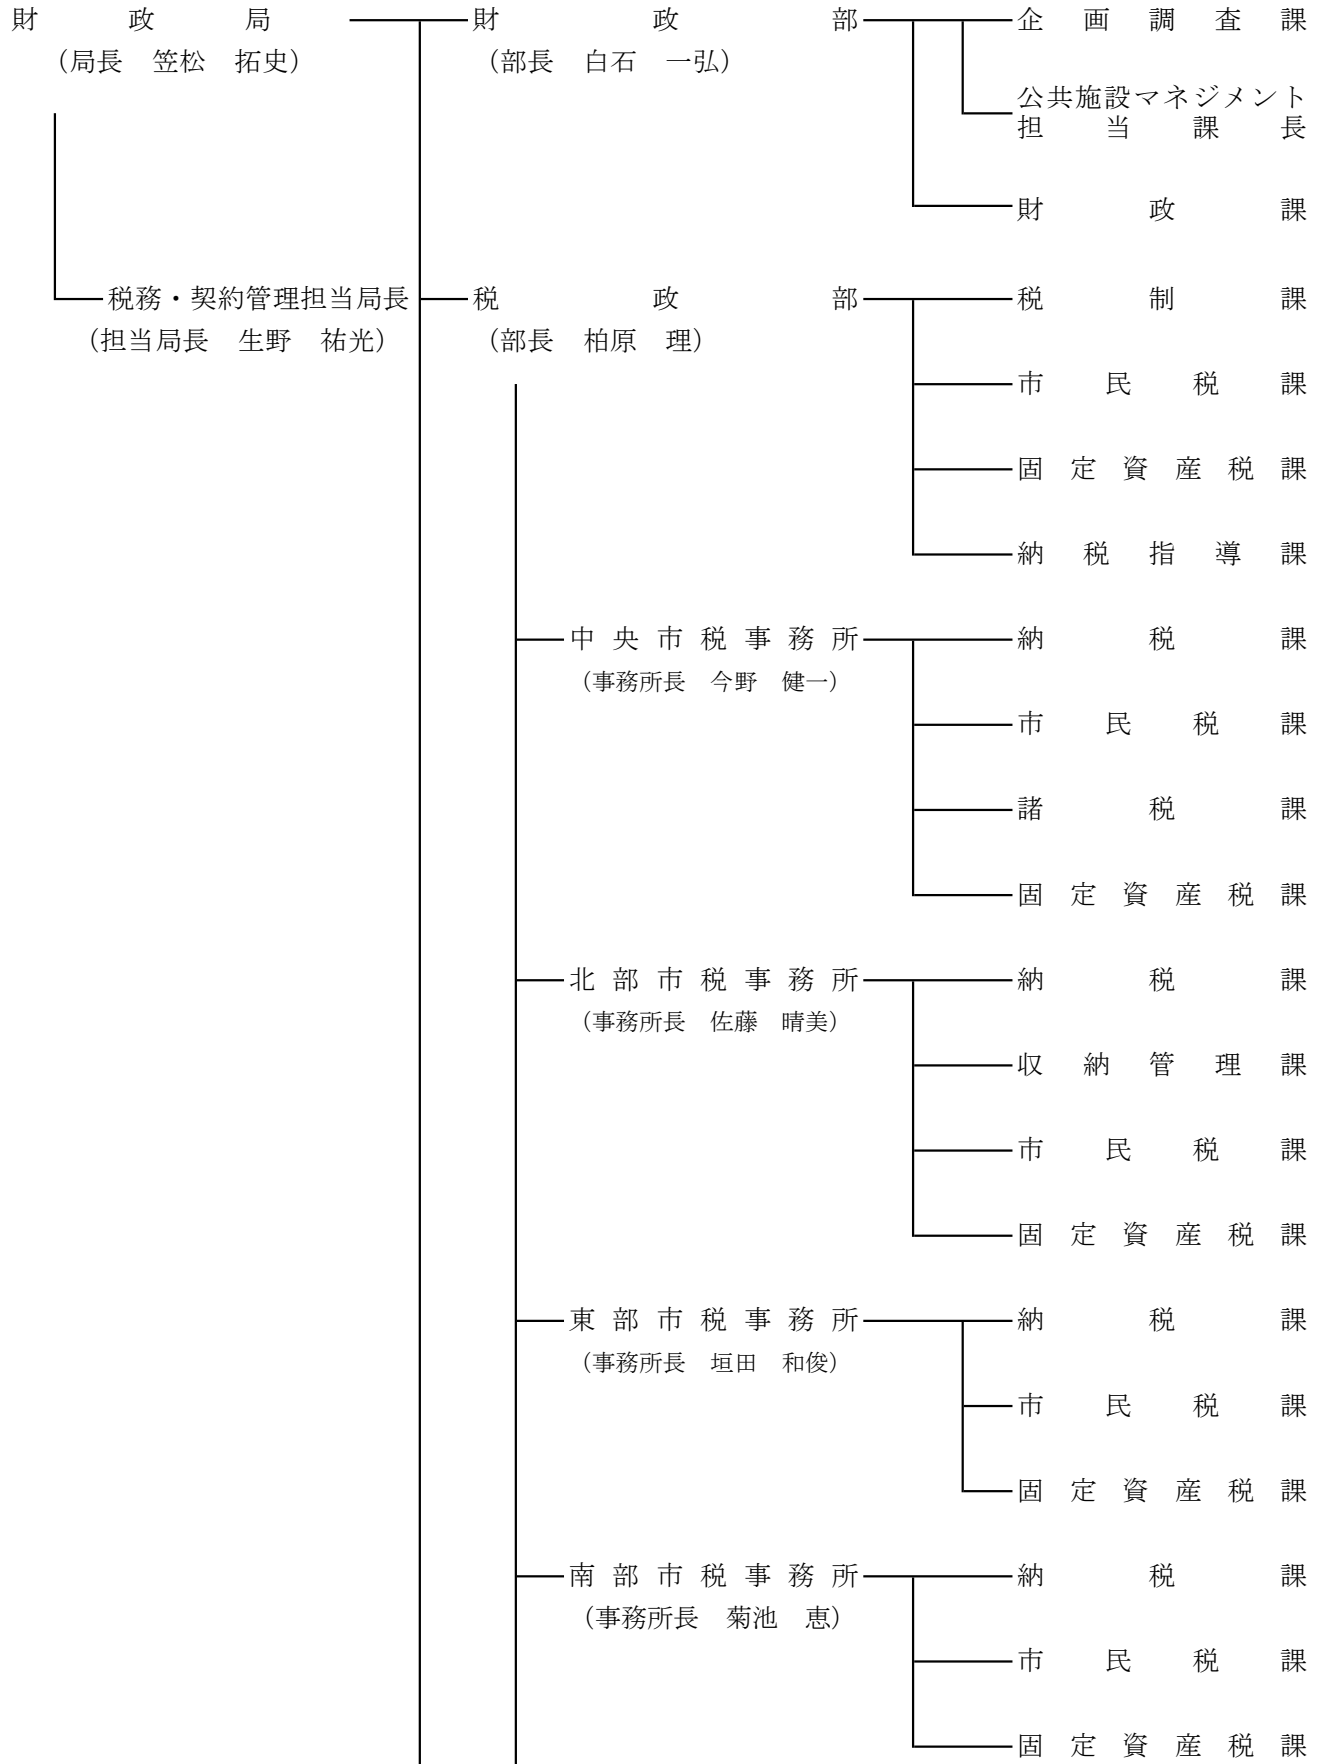 財政局 財政部 企画調査課
（局長　笠松　拓史） （部長　白石　一弘）
公共施設マネジメント
担当課長
財政課
税務・契約管理担当局長 税政部 税制課
（担当局長　生野　祐光） （部長　柏原　理）
市民税課
固定資産税課
納税指導課
中央市税事務所 納税課
（事務所長　今野　健一）
市民税課
諸税課
固定資産税課
北部市税事務所 納税課
（事務所長　佐藤　晴美）
収納管理課
市民税課
固定資産税課
東部市税事務所 納税課
（事務所長　垣田　和俊）
市民税課
固定資産税課
南部市税事務所 納税課
（事務所長　菊池　恵）
市民税課
固定資産税課